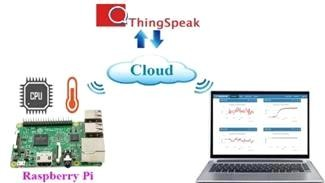 ThingSpeak
Cloud
CPU
Raspberry Pi